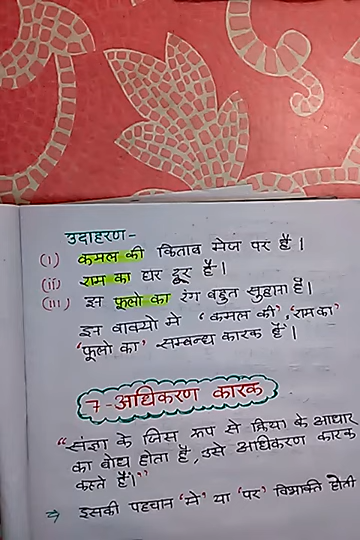 उदाहरण-
(i) कमल की किताब मेज पर है।
(ii) राम का घर दूर है।
(iii) इन फूलो का रंग बहुत सुहाना है।
इन वाक्यो मे 'कमल की', 'राम का'
'फूलो का' सम्बन्ध कारक हैं।
7-अधिकरण कारक
"संज्ञा के जिस रूप से क्रिया के आधार
का बोध होता है, उसे अधिकरण कारक
कहते हैं।"
→ इसकी पहचान 'मे' या 'पर' विभक्ति होती